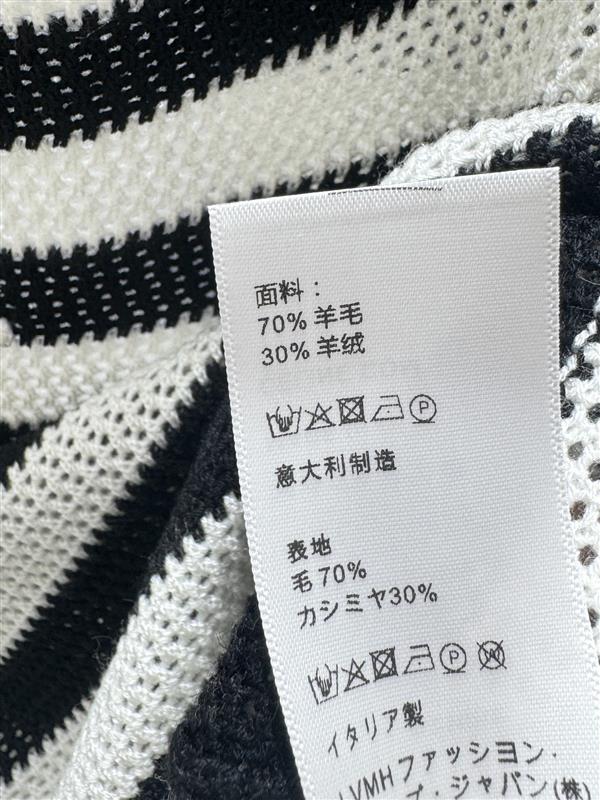 面料：
70% 羊毛
30% 羊绒
P
意大利制造
表地
毛 70%
カシミヤ30%
P W
イタリア製
LVMHファッション・
プ・ジャパン(株)